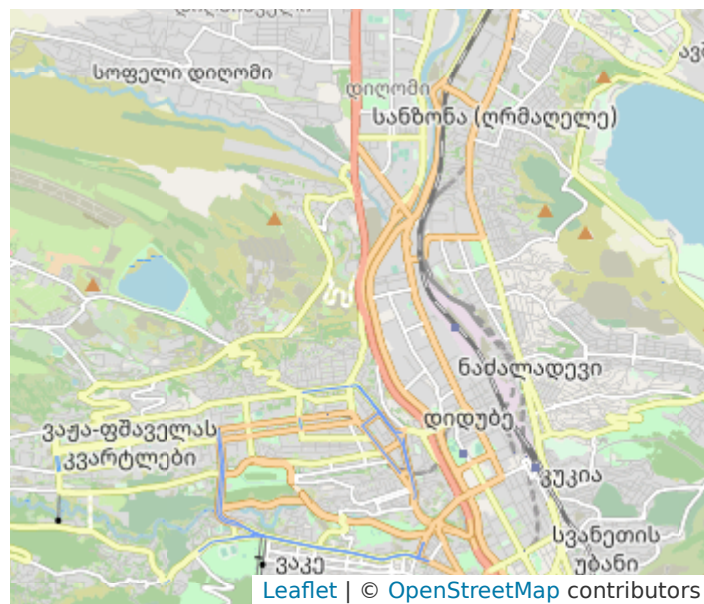 სოფელი დიღომი
დიღომი
სანზონა (ღრმაღელე)
ნაძალადევი
დიდუბე
ვაჟა-ფშაველას
კვარტლები
კუკია
სვანეთის
უბანი
ვაკე
Leaflet | © OpenStreetMap contributors